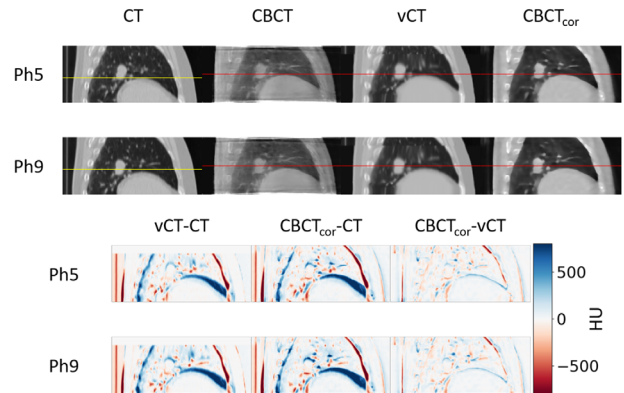 CT CBCT vCT CBCTcor
Ph5
Ph9
vCT-CT CBCTcor-CT CBCTcor-vCT
Ph5
500
0
HU
Ph9
−500